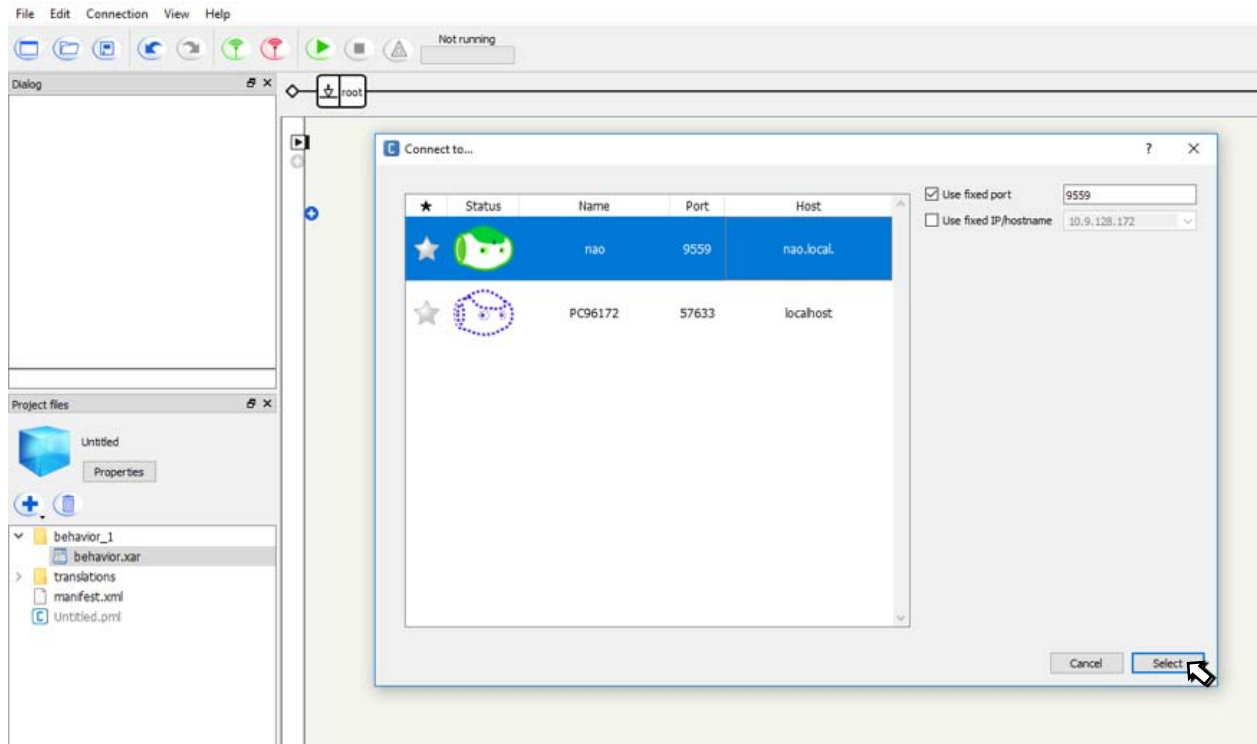 File Edit Connection View Help
Not running
Dialog
root
Connect to...
? ×
★ Status Name Port Host
nao 9559 nao.local.
PC96172 57633 localhost
Use fixed port 9559
Use fixed IP/hostname 10.9.128.172
Project files
Untitled
Properties
behavior_1
behavior.xar
translations
manifest.xml
Untitled.pml
Cancel Select